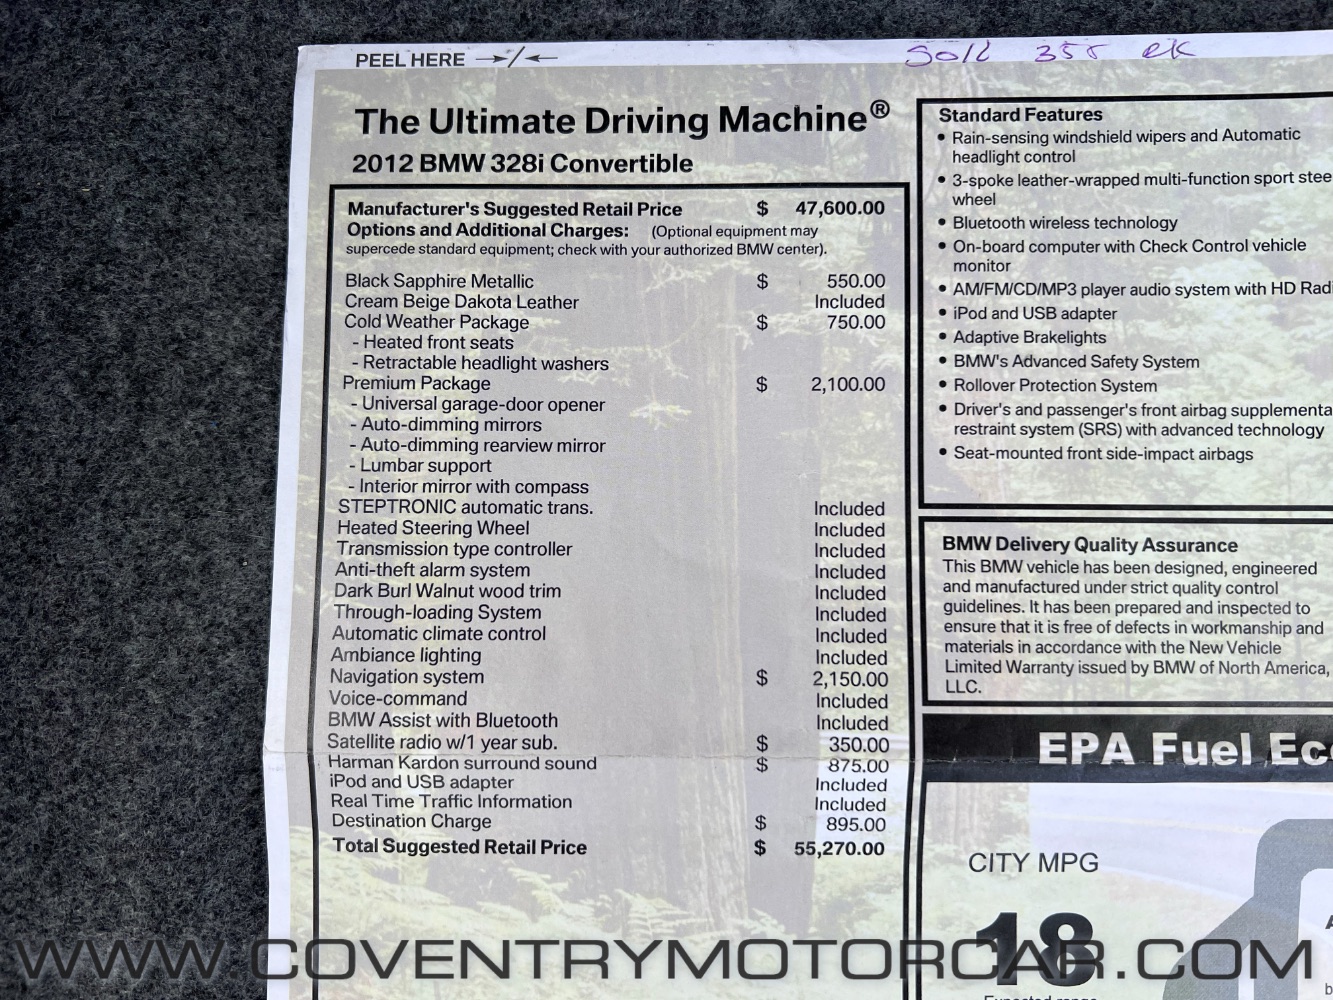 PEEL HERE
The Ultimate Driving Machine®
2012 BMW 328i Convertible
Manufacturer's Suggested Retail Price $ 47,600.00
Options and Additional Charges: (Optional equipment may
supercede standard equipment; check with your authorized BMW center).
Black Sapphire Metallic $ 550.00
Cream Beige Dakota Leather Included
Cold Weather Package $ 750.00
- Heated front seats
- Retractable headlight washers
Premium Package $ 2,100.00
- Universal garage-door opener
- Auto-dimming mirrors
- Auto-dimming rearview mirror
- Lumbar support
- Interior mirror with compass
STEPTRONIC automatic trans. Included
Heated Steering Wheel Included
Transmission type controller Included
Anti-theft alarm system Included
Dark Burl Walnut wood trim Included
Through-loading System Included
Automatic climate control Included
Ambiance lighting Included
Navigation system $ 2,150.00
Voice-command Included
BMW Assist with Bluetooth Included
Satellite radio w/1 year sub. $ 350.00
Harman Kardon surround sound $ 875.00
iPod and USB adapter Included
Real Time Traffic Information Included
Destination Charge $ 895.00
Total Suggested Retail Price $ 55,270.00
Standard Features
• Rain-sensing windshield wipers and Automatic
headlight control
• 3-spoke leather-wrapped multi-function sport stee
wheel
• Bluetooth wireless technology
• On-board computer with Check Control vehicle
monitor
• AM/FM/CD/MP3 player audio system with HD Radi
• iPod and USB adapter
• Adaptive Brakelights
• BMW's Advanced Safety System
• Rollover Protection System
• Driver's and passenger's front airbag supplementa
restraint system (SRS) with advanced technology
• Seat-mounted front side-impact airbags
BMW Delivery Quality Assurance
This BMW vehicle has been designed, engineered
and manufactured under strict quality control
guidelines. It has been prepared and inspected to
ensure that it is free of defects in workmanship and
materials in accordance with the New Vehicle
Limited Warranty issued by BMW of North America,
LLC.
EPA Fuel Ec
CITY MPG
18
WWW.COVENTRYMOTORCAR.COM